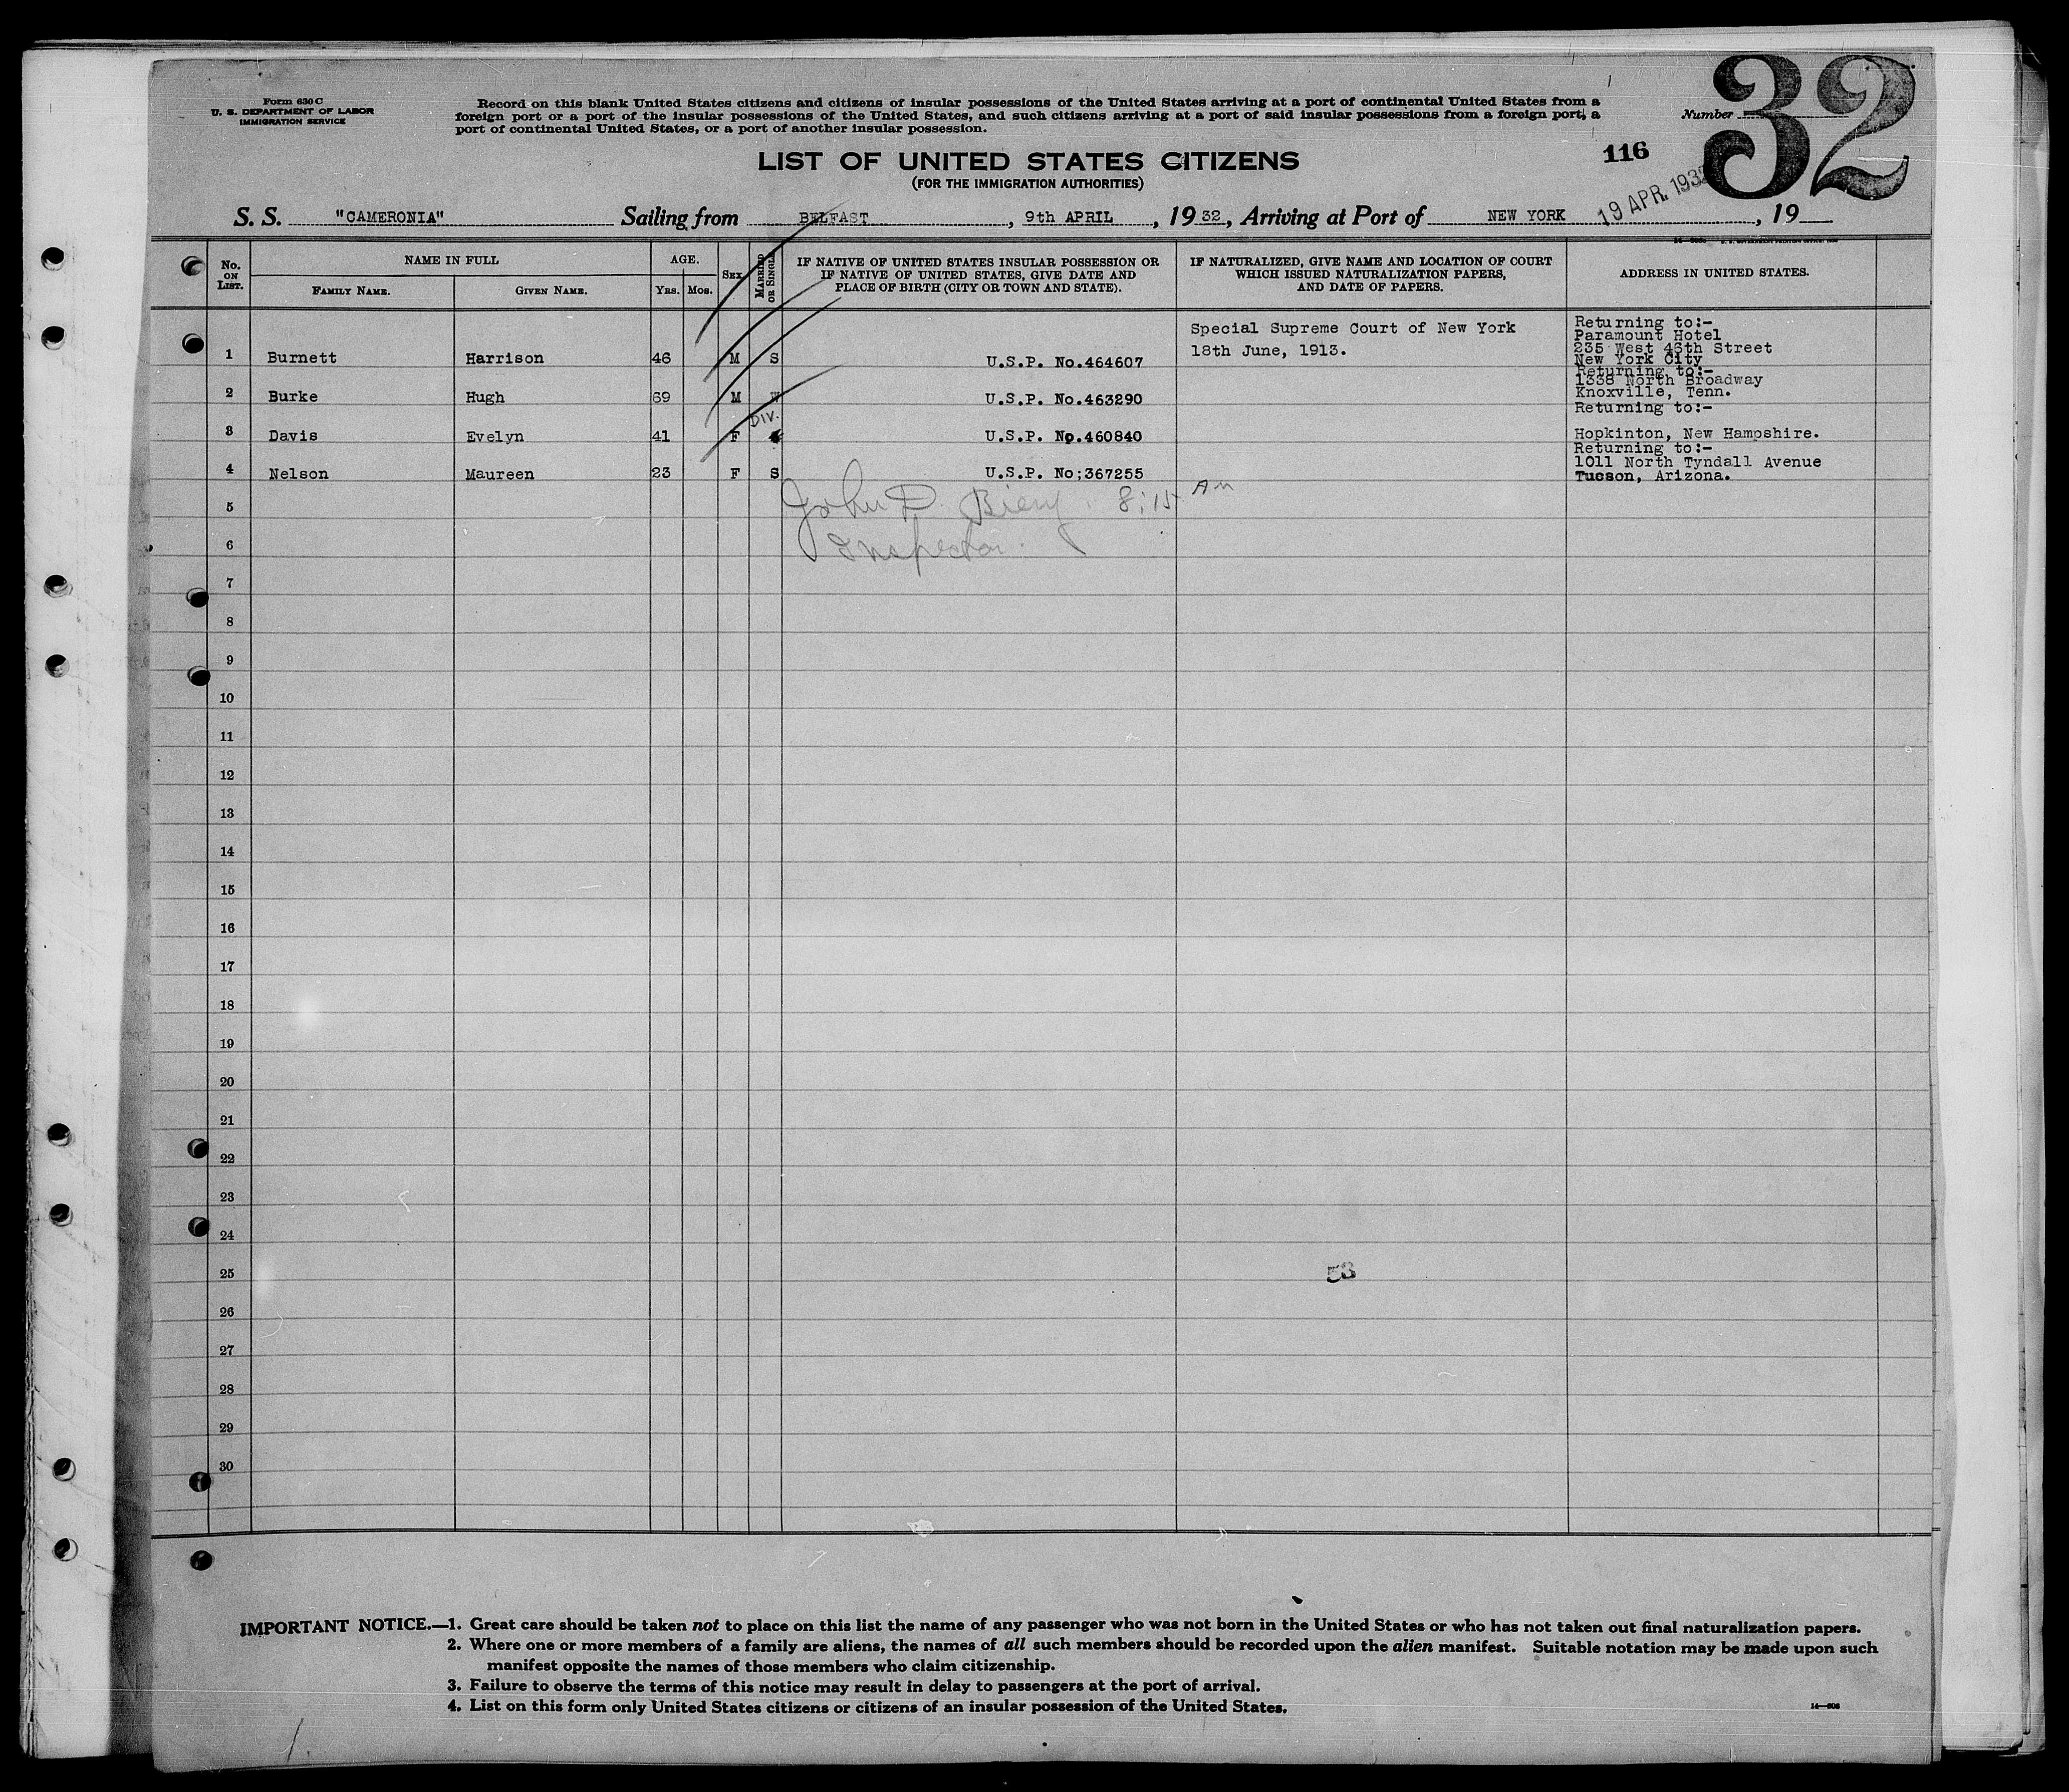 Form 630 C
U. S. DEPARTMENT OF LABOR
IMMIGRATION SERVICE
Record on this blank United States citizens and citizens of insular possessions of the United States arriving at a port of continental United States from a
foreign port or a port of the insular possessions of the United States, and such citizens arriving at a port of said insular possessions from a foreign port, a
port of continental United States, or a port of another insular possession.
Number 32
116
LIST OF UNITED STATES CITIZENS
(FOR THE IMMIGRATION AUTHORITIES)
19 APR. 1932
S. S. "CAMERONIA" Sailing from BELFAST, 9th APRIL, 1932, Arriving at Port of NEW YORK, 19
No. ON LIST. NAME IN FULL AGE. SEX MARRIED OR SINGLE IF NATIVE OF UNITED STATES INSULAR POSSESSION OR IF NATIVE OF UNITED STATES, GIVE DATE AND PLACE OF BIRTH (CITY OR TOWN AND STATE). IF NATURALIZED, GIVE NAME AND LOCATION OF COURT WHICH ISSUED NATURALIZATION PAPERS, AND DATE OF PAPERS. ADDRESS IN UNITED STATES.
FAMILY NAME. GIVEN NAME. YRS. MOS.
1 Burnett Harrison 46 M S U.S.P. No.464607 Special Supreme Court of New York 18th June, 1913. Returning to:- Paramount Hotel 235 West 46th Street New York City
2 Burke Hugh 69 M W U.S.P. No.463290 Returning to:- 1338 North Broadway Knoxville, Tenn.
3 Davis Evelyn 41 F DIV. U.S.P. No.460840 Returning to:- Hopkinton, New Hampshire.
4 Nelson Maureen 23 F S U.S.P. No;367255 Returning to:- 1011 North Tyndall Avenue Tucson, Arizona.
5 John D. 8:15 AM
6 Inspector.
7
8
9
10
11
12
13
14
15
16
17
18
19
20
21
22
23
24
25 53
26
27
28
29
30
IMPORTANT NOTICE.—1. Great care should be taken not to place on this list the name of any passenger who was not born in the United States or who has not taken out final naturalization papers.
2. Where one or more members of a family are aliens, the names of all such members should be recorded upon the alien manifest. Suitable notation may be made upon such
manifest opposite the names of those members who claim citizenship.
3. Failure to observe the terms of this notice may result in delay to passengers at the port of arrival.
4. List on this form only United States citizens or citizens of an insular possession of the United States.